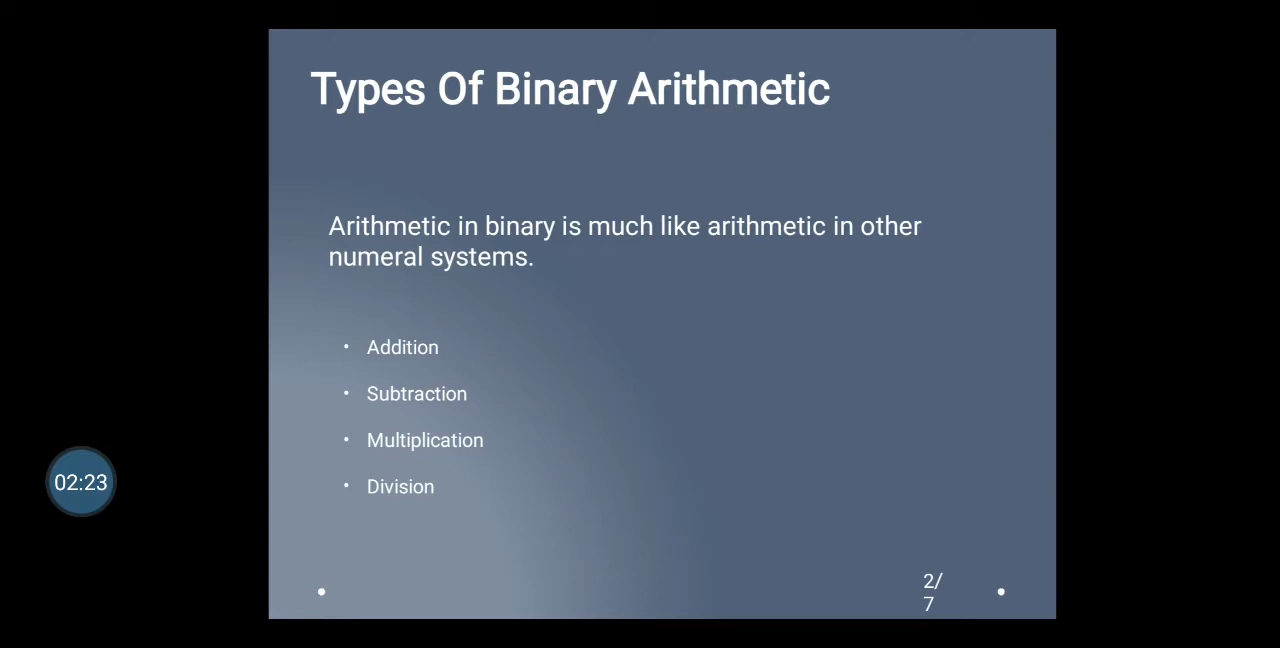 Types Of Binary Arithmetic
Arithmetic in binary is much like arithmetic in other
numeral systems.
• Addition
• Subtraction
• Multiplication
• Division
02:23
2/
7